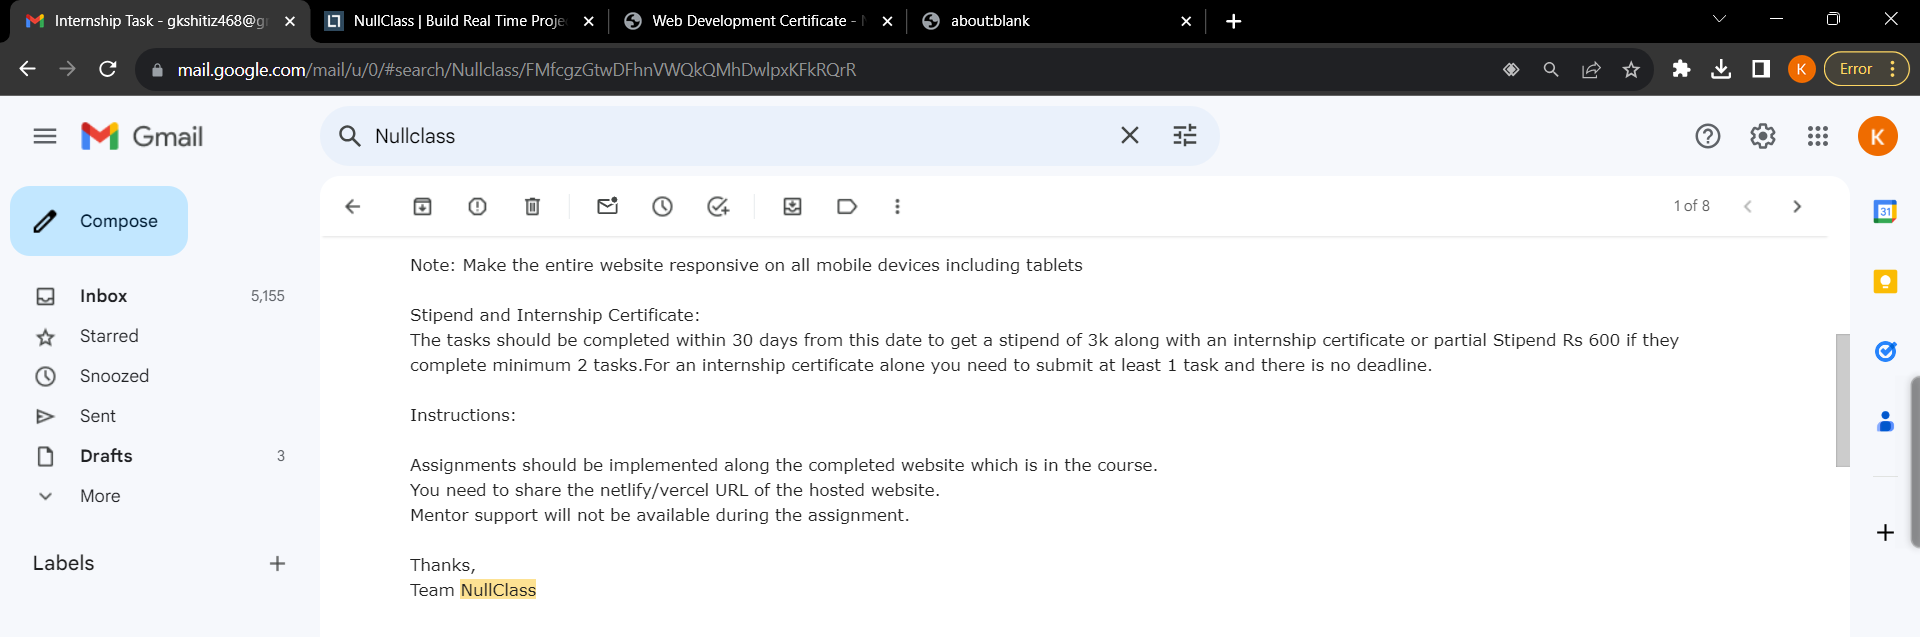 Internship Task - gkshitiz468@g
NullClass | Build Real Time Proje
Web Development Certificate -
about:blank
mail.google.com/mail/u/0/#search/Nullclass/FMfcgzGtwDFhnVWQkQMhDwlpxKFkRQrR
K
Error
Gmail
Nullclass
K
Compose
1 of 8
31
Note: Make the entire website responsive on all mobile devices including tablets
Inbox 5,155
Starred
Snoozed
Sent
Drafts 3
More
Labels
Stipend and Internship Certificate:
The tasks should be completed within 30 days from this date to get a stipend of 3k along with an internship certificate or partial Stipend Rs 600 if they
complete minimum 2 tasks.For an internship certificate alone you need to submit at least 1 task and there is no deadline.
Instructions:
Assignments should be implemented along the completed website which is in the course.
You need to share the netlify/vercel URL of the hosted website.
Mentor support will not be available during the assignment.
Thanks,
Team NullClass